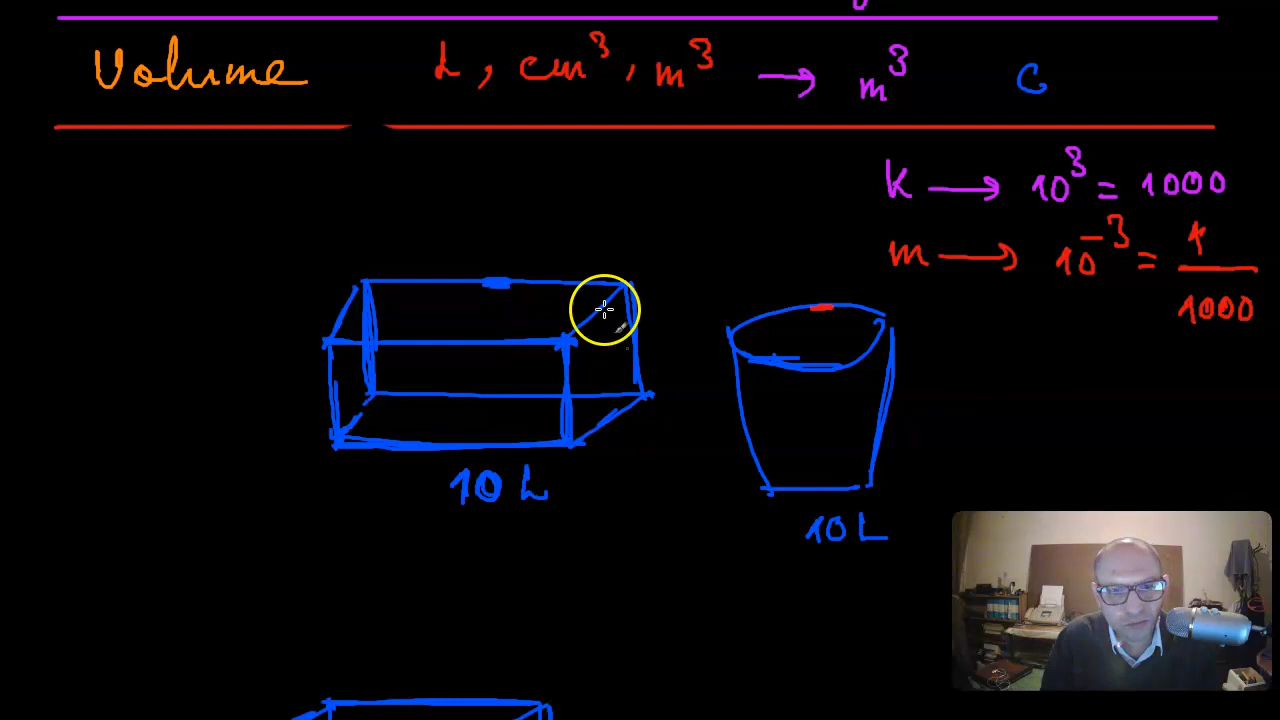 Volume L, cm³, m³ → m³ C
k → 10³ = 1000
m → 10⁻³ = 1/1000
10 L
10 L